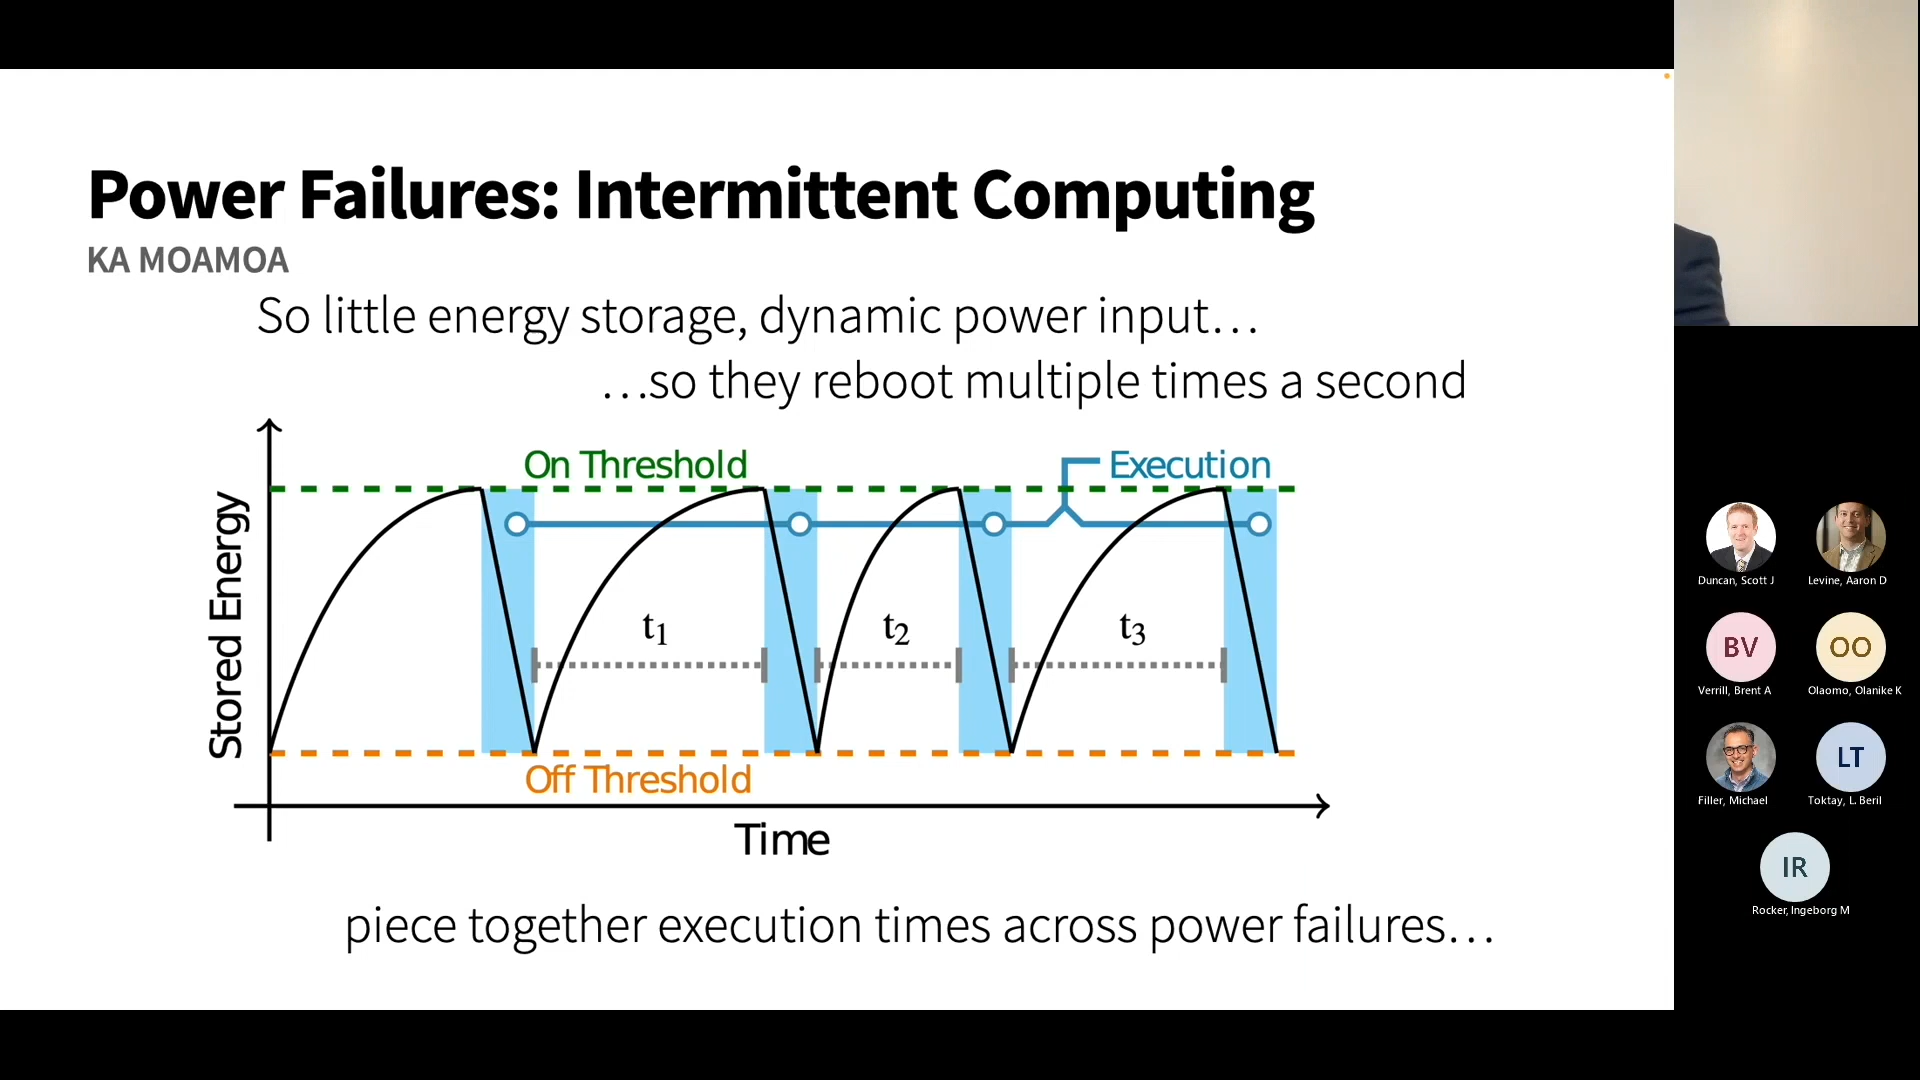 Power Failures: Intermittent Computing
KA MOAMOA
So little energy storage, dynamic power input…
…so they reboot multiple times a second
On Threshold
Execution
Stored Energy
t1
t2
t3
Off Threshold
Time
piece together execution times across power failures…
Duncan, Scott J
Levine, Aaron D
BV
OO
Verrill, Brent A
Olaomo, Olanike K
LT
Filler, Michael
Toktay, L. Beril
IR
Rocker, Ingeborg M